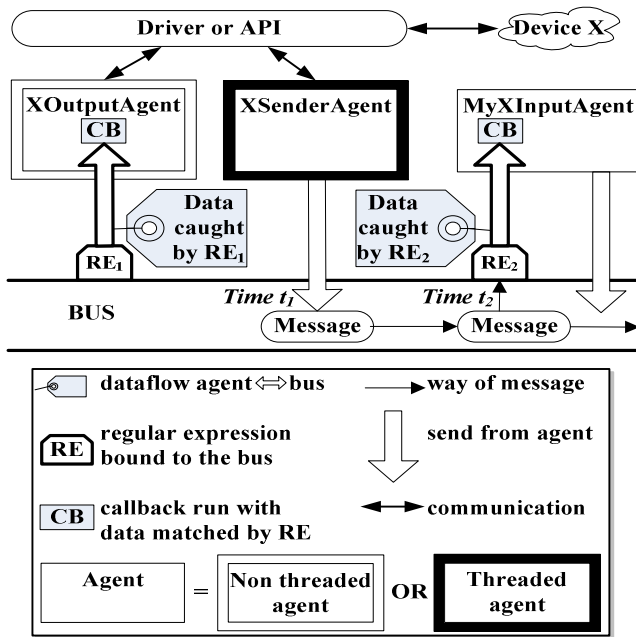 Driver or API
Device X
XOutputAgent
CB
XSenderAgent
MyXInputAgent
CB
Data
caught
by RE1
Data
caught
by RE2
RE1
RE2
BUS
Time t1
Time t2
Message
Message
dataflow agent ⇔ bus
way of message
RE
regular expression
bound to the bus
send from agent
CB
callback run with
data matched by RE
communication
Agent
=
Non threaded
agent
OR
Threaded
agent